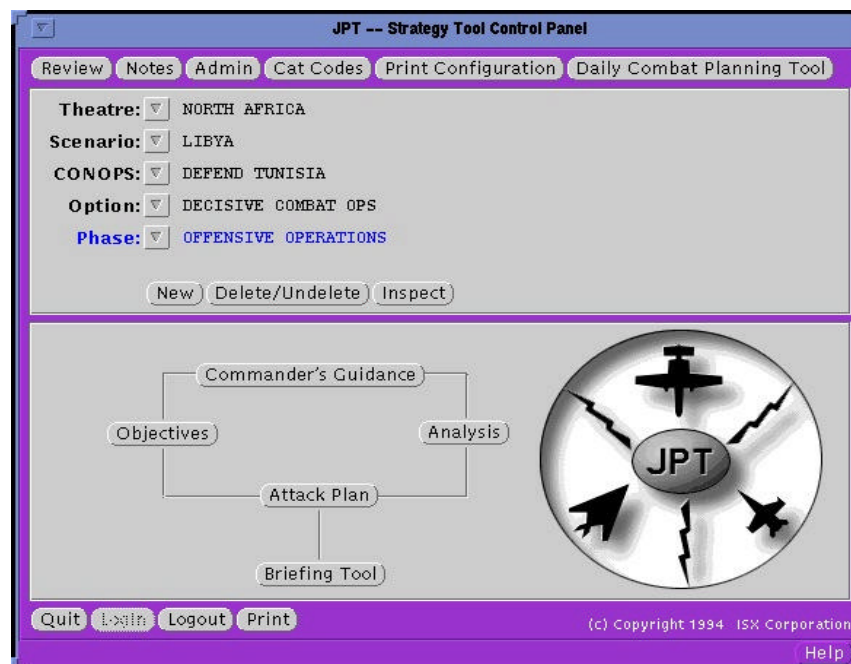 JPT -- Strategy Tool Control Panel
Review Notes Admin Cat Codes Print Configuration Daily Combat Planning Tool
Theatre: NORTH AFRICA
Scenario: LIBYA
CONOPS: DEFEND TUNISIA
Option: DECISIVE COMBAT OPS
Phase: OFFENSIVE OPERATIONS
New Delete/Undelete Inspect
Commander's Guidance
Objectives Analysis
JPT
Attack Plan
Briefing Tool
Quit Login Logout Print (c) Copyright 1994 ISX Corporation
Help